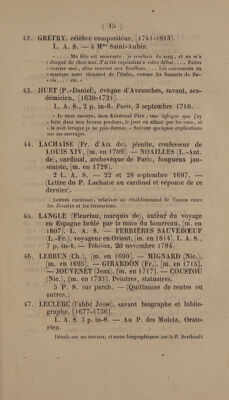 ( 15 )
42. GRÉTRY, célèbre compositeur, [1741-1813].
L. A. S. — à Mme Saint-Aubin.
.... Ma fille est mourante, je crachais du sang, et on m'a
éloigné de chez moi. J'ai été cependant à votre début.... Faites
comme moi, allez souvent aux Bouffons.... Les convenants en
musique nous viennent de l'Italie, comme les bonnets de Pa-
ris.... etc. »
43. HUET (P.-Daniel), évêque d'Avranches, savant, aca-
démicien, [1630-1721].
L. A. S., 2 p. in-8. Paris, 3 septembre 1710.
- Je vous envoye, mon Révérend Père, une églogue que j'ay
faite dans mes heures perdues, le jour en allant par les rues, et
la nuit lorsque je ne puis dormir. - Suivent quelques explications
sur ses ouvrages.
44. LACHAISE (Fr. d'Aix de), jésuite, confesseur de
LOUIS XIV, [m. en 1709]. — NOAILLES (L.-Ant.
de), cardinal, archevêque de Paris, fougueux jan-
séniste, [m. en 1728].
2 L. A. S. — 22 et 28 septembre 1697. —
(Lettre du P. Lachaise au cardinal et réponse de ce
dernier).
Lettres curieuses, relatives au rétablissement de l'union entre
les Jésuites et les Oratoriens.
45. LANGLE (Fleuriau, marquis de), auteur du voyage
en Espagne brûlé par la main du bourreau, [m. en
1807]. L. A. S. — FERRIÈRES SAUVEBOEUF
(L.-Fr.), voyageur en Orient, [m. en 1814]. L. A. S.,
7 p. in-4. — Téhéran, 20 novembre 1784.
46. LEBRUN (Ch.), [m. en 1690]. — MIGNARD (Nic.),
[m. en 1695]. — GIRARDON (Fr.), [m. en 1715].
— JOUVENET (Jean), [m. en 1717]. — COUSTOU
(Nic.), [m. en 1733]. Peintres, statuaires.
5 P. S. sur parch. — (Quittances de rentes ou
autres.)
47. LECLERC (l'abbé Josse), savant biographe et biblio-
graphe, [1677-1736].
L. A. S. 3 p. in-8. — Au P. des Molets, Orato-
rien.
Détails sur ses travaux, et notes biographiques sur le P. Berthault.